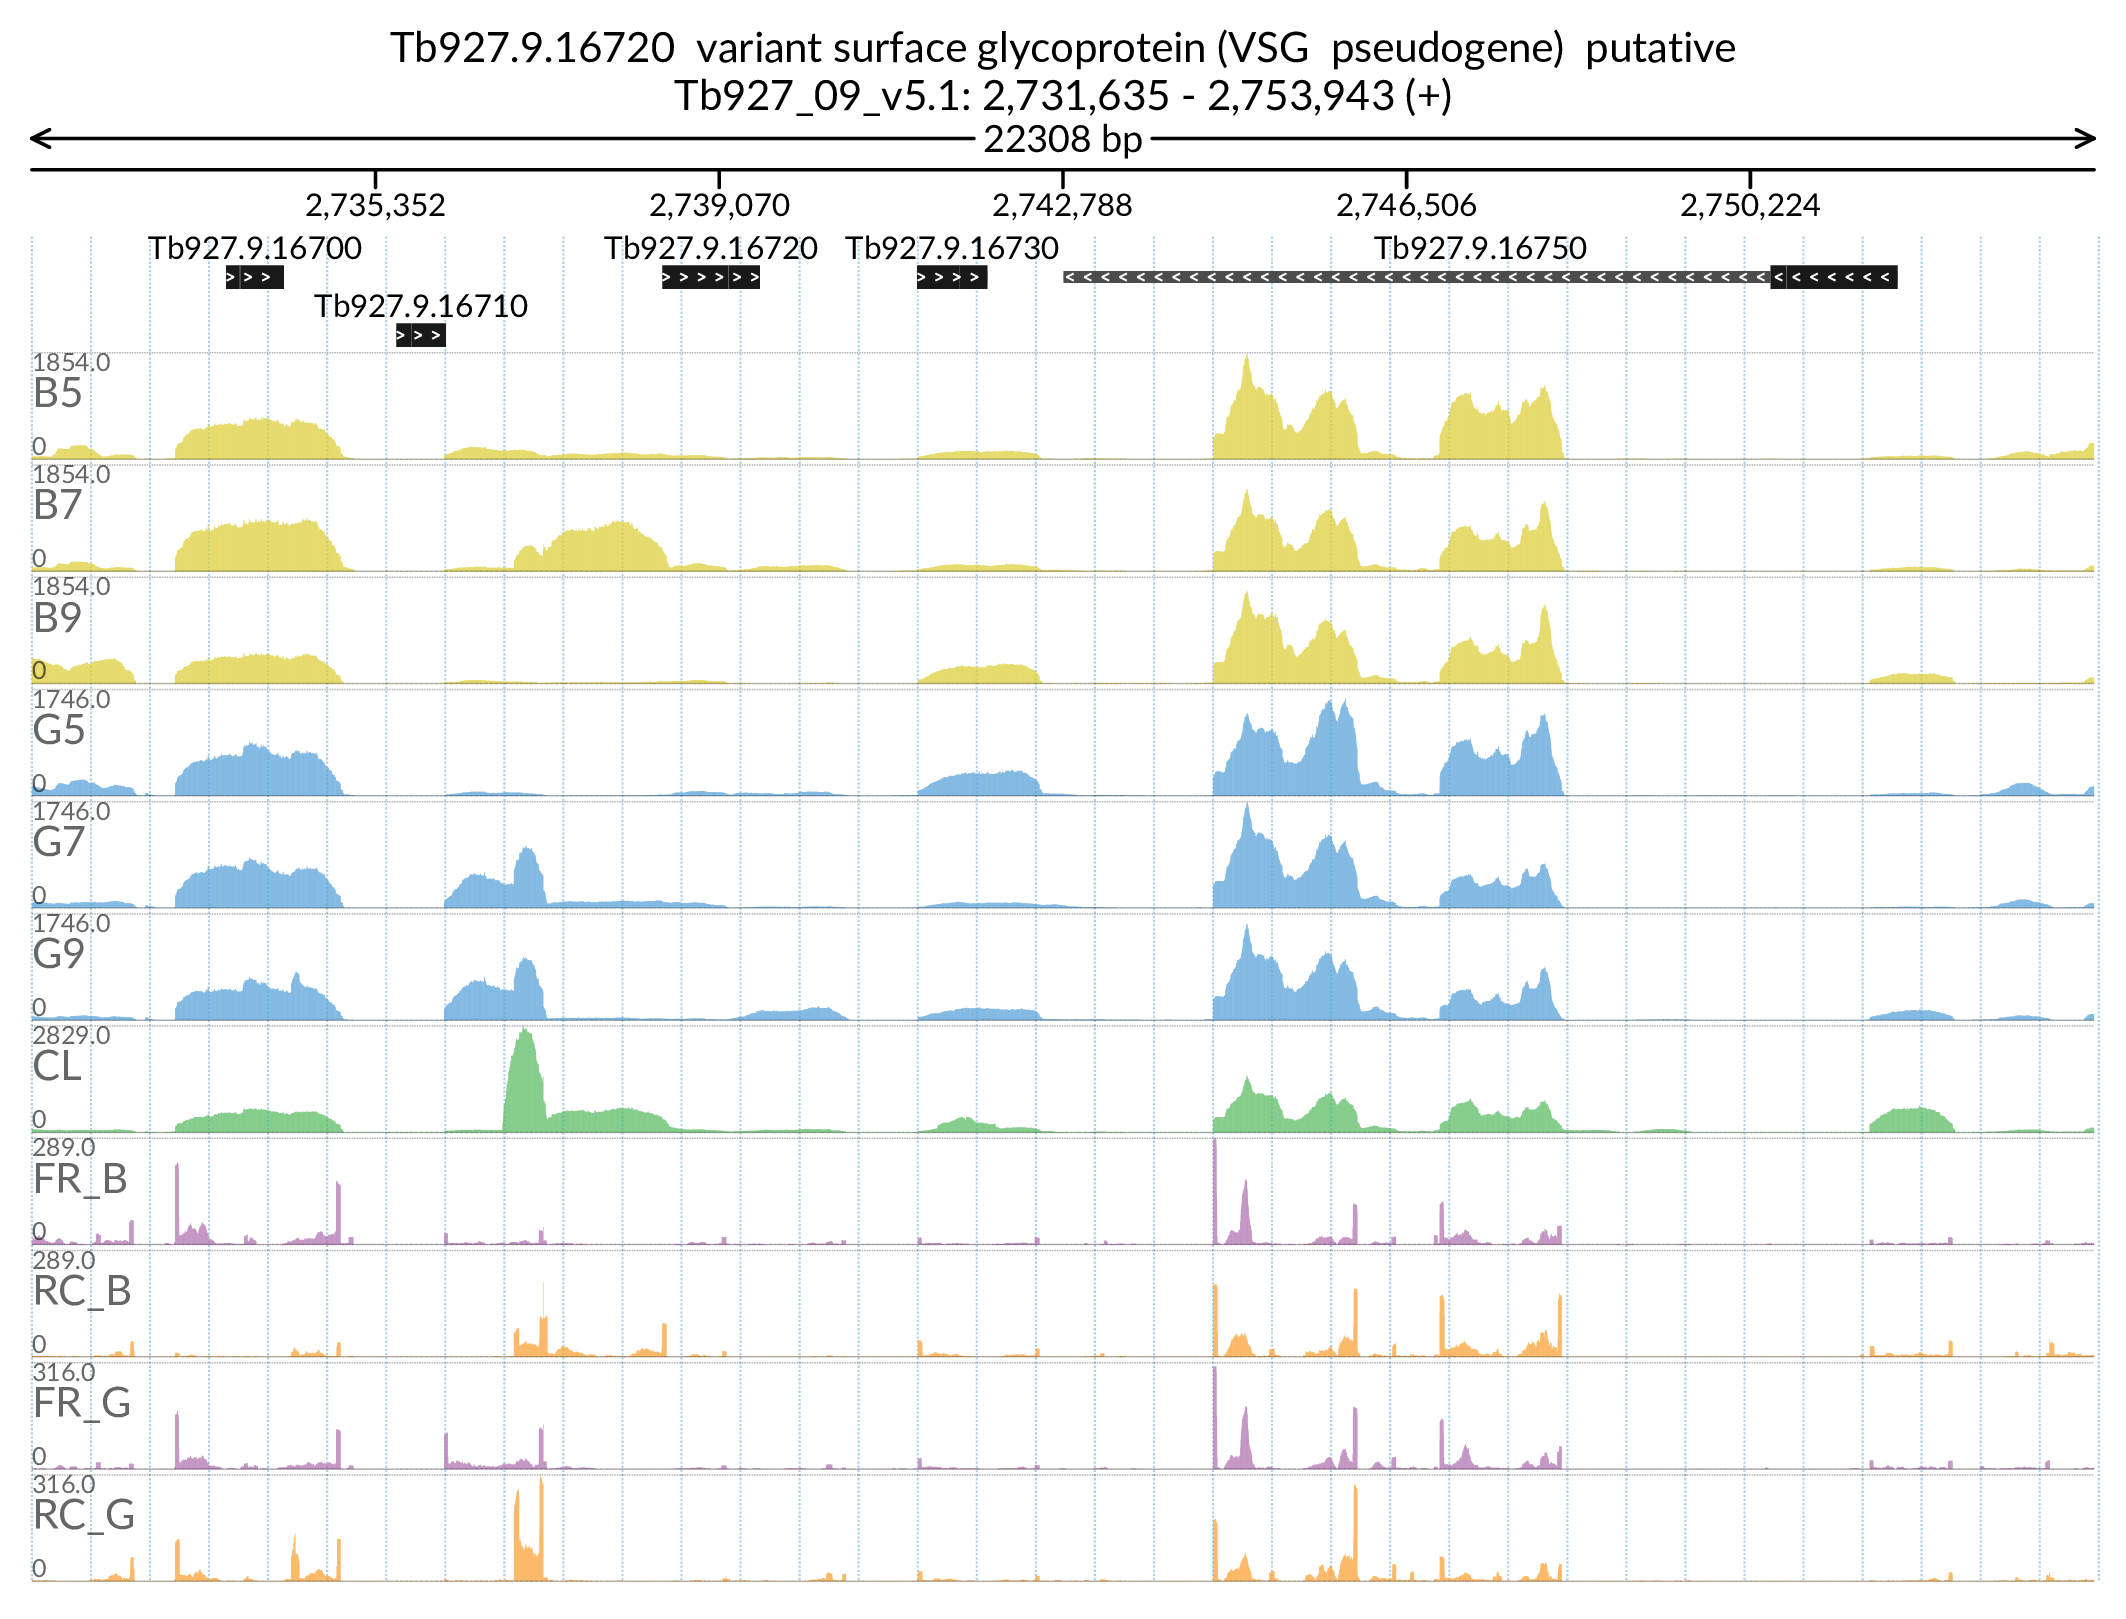 Tb927.9.16720  variant surface glycoprotein (VSG  pseudogene)  putative
Tb927_09_v5.1: 2,731,635 - 2,753,943 (+)
22308 bp
2,735,352 2,739,070 2,742,788 2,746,506 2,750,224
Tb927.9.16700 Tb927.9.16720 Tb927.9.16730 Tb927.9.16750
Tb927.9.16710
1854.0
B5
0
1854.0
B7
0
1854.0
B9
0
1746.0
G5
0
1746.0
G7
0
1746.0
G9
0
2829.0
CL
0
289.0
FR_B
0
289.0
RC_B
0
316.0
FR_G
0
316.0
RC_G
0